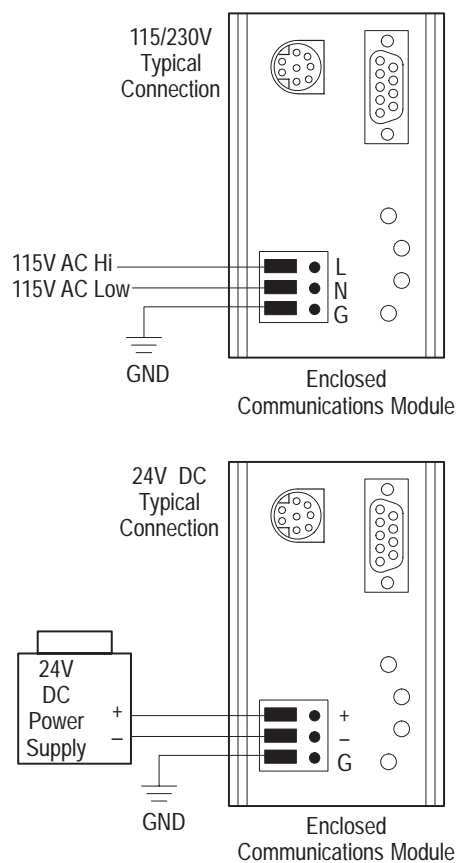 115/230V
Typical
Connection
115V AC Hi
115V AC Low
L
N
G
GND
Enclosed
Communications Module
24V DC
Typical
Connection
24V
DC
Power
Supply
+
–
+
–
G
GND
Enclosed
Communications Module